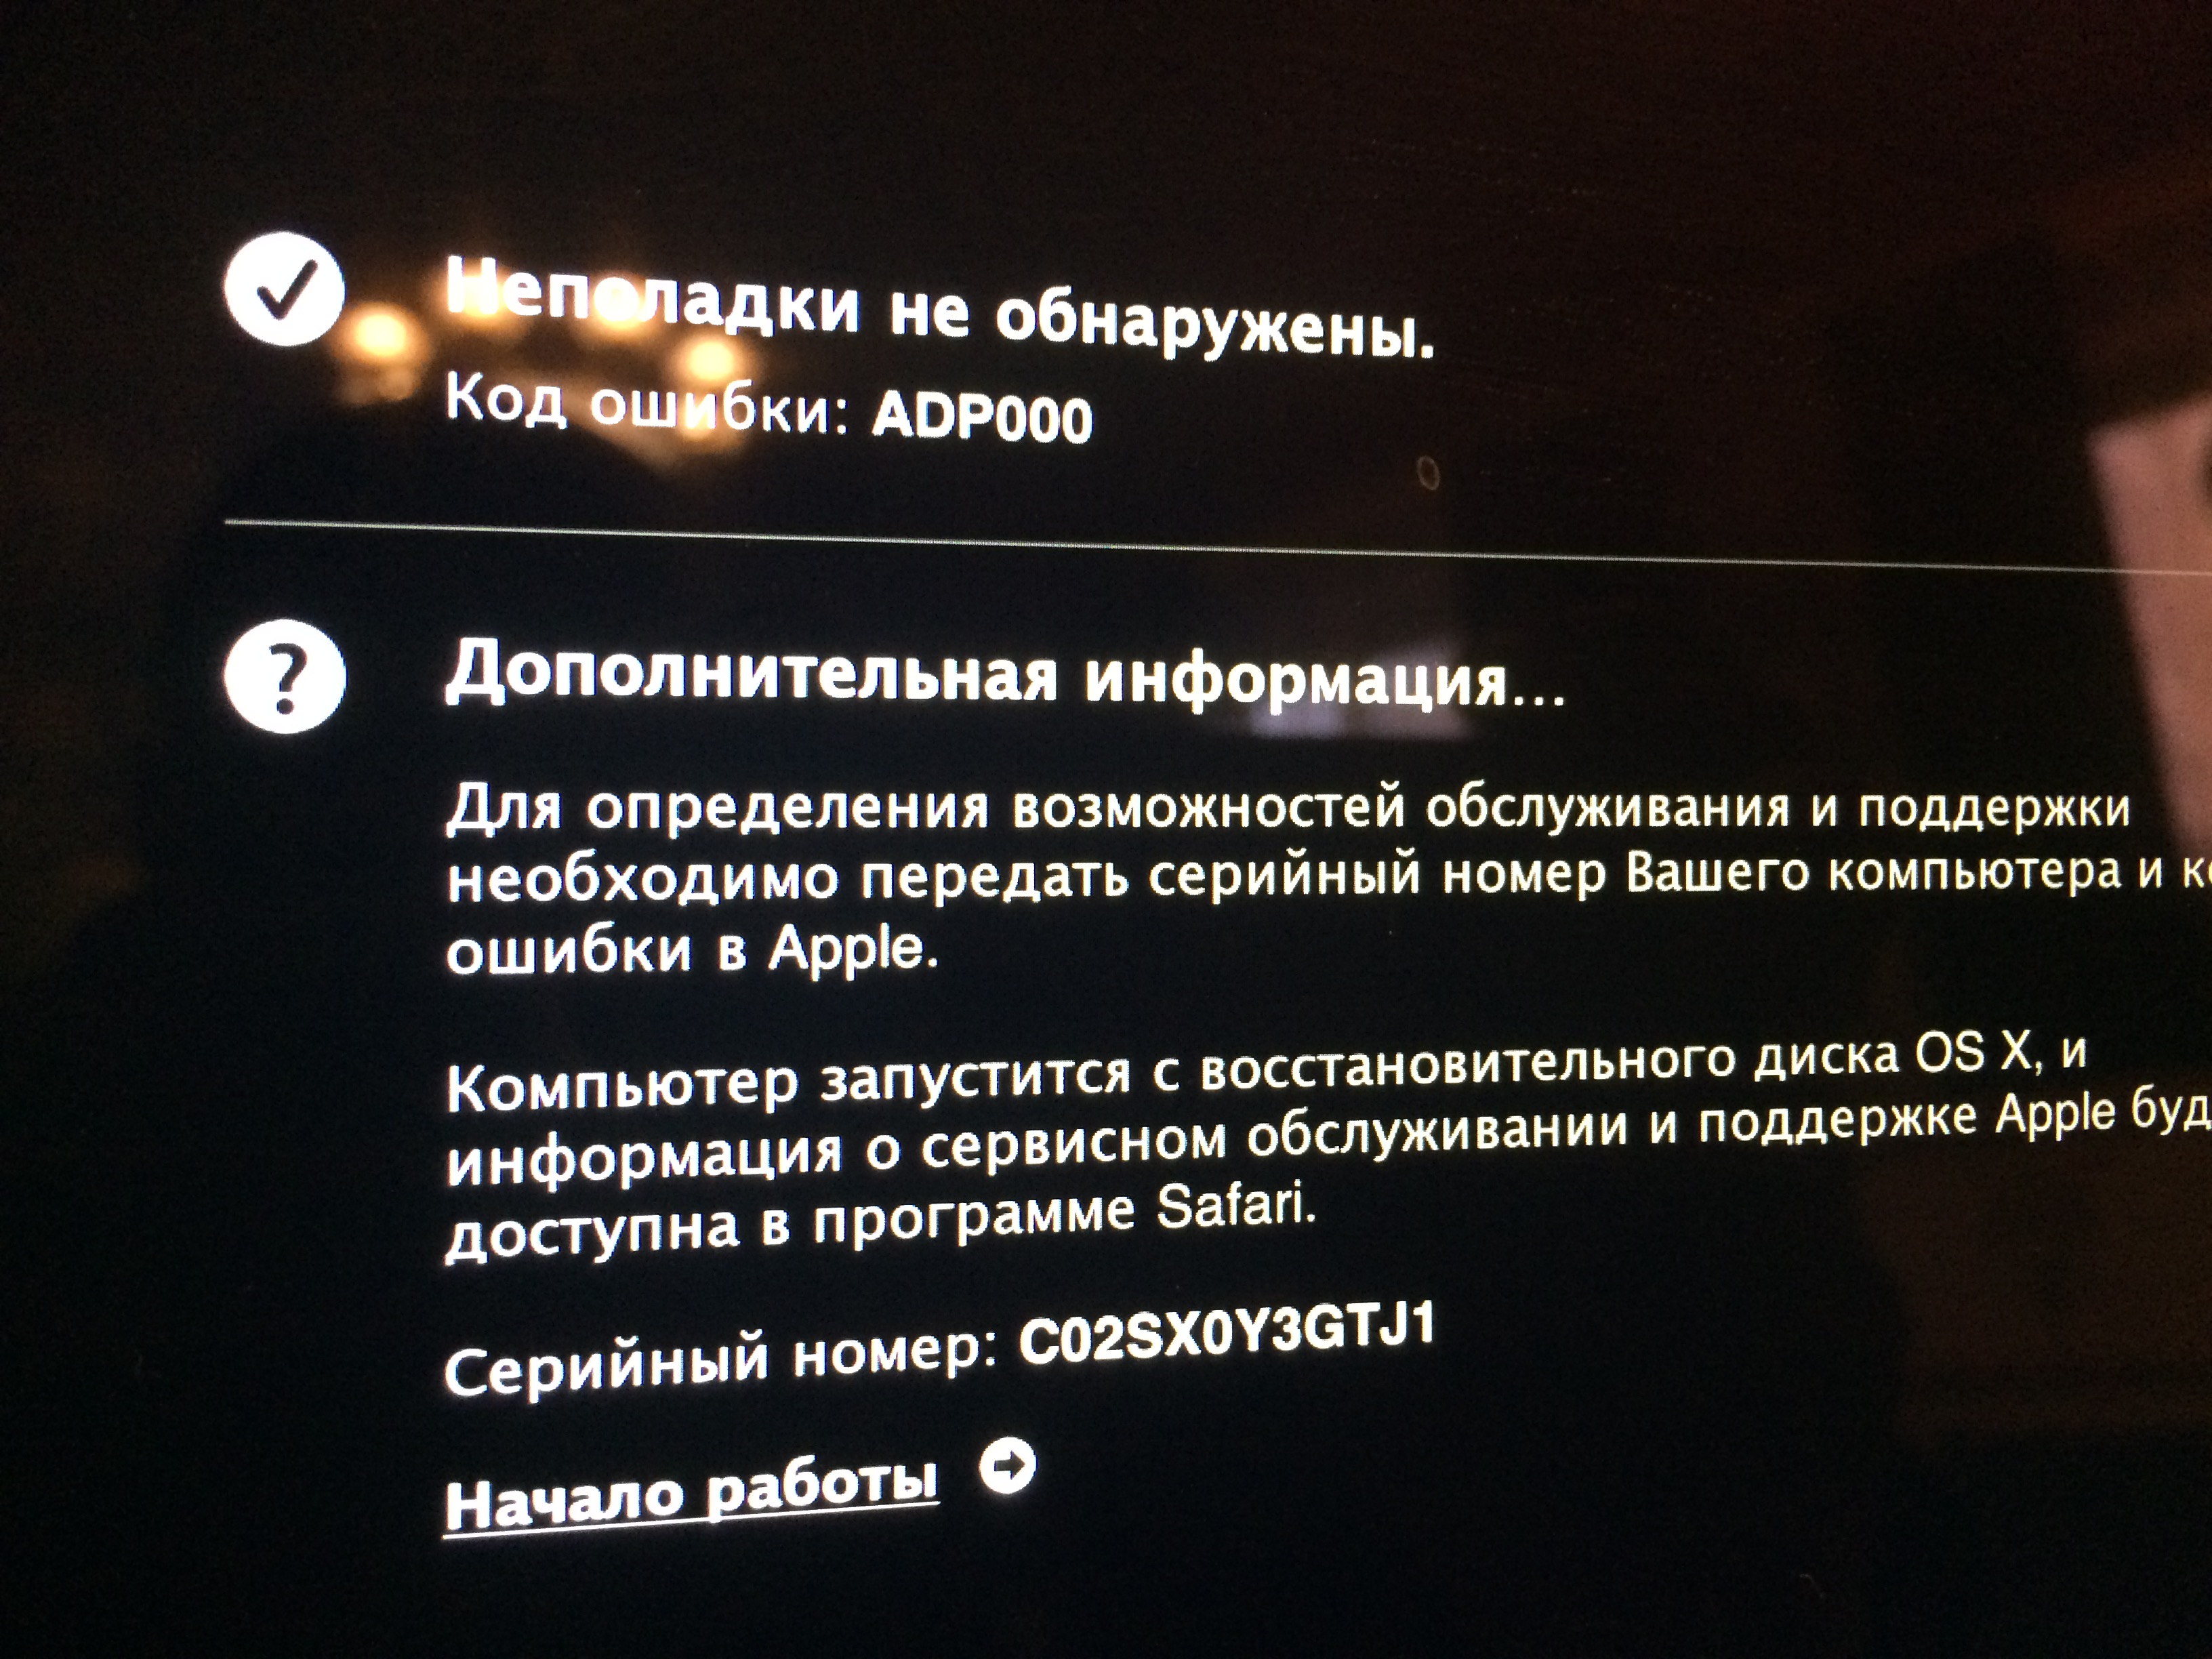 Неполадки не обнаружены.
Код ошибки: ADP000
Дополнительная информация...
Для определения возможностей обслуживания и поддержки
необходимо передать серийный номер Вашего компьютера и
ошибки в Apple.
Компьютер запустится с восстановительного диска OS X, и
информация о сервисном обслуживании и поддержке Apple
доступна в программе Safari.
Серийный номер: C02SX0Y3GTJ1
Начало работы